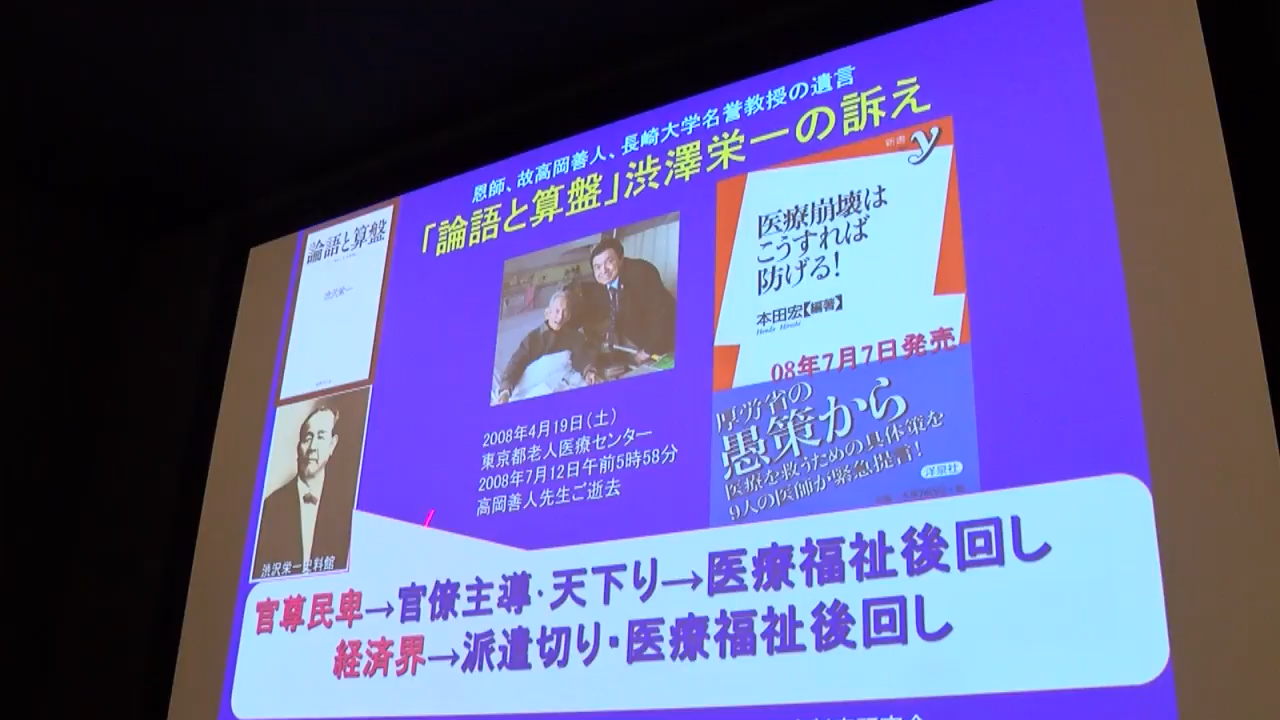 恩師、故高岡善人、長崎大学名誉教授の遺言
「論語と算盤」渋澤栄一の訴え
論語と算盤
渋沢栄一
渋沢栄一史料館
2008年4月19日(土)
東京都老人医療センター
2008年7月12日午前5時58分
高岡善人先生ご逝去
新書 y
医療崩壊は
こうすれば
防げる!
本田宏【編著】
Honda Hiroshi
08年7月7日発売
厚労省の
愚策から
医療を救うための具体策を
9人の医師が緊急提言!
洋泉社
官尊民卑→官僚主導・天下り→医療福祉後回し
経済界→派遣切り・医療福祉後回し